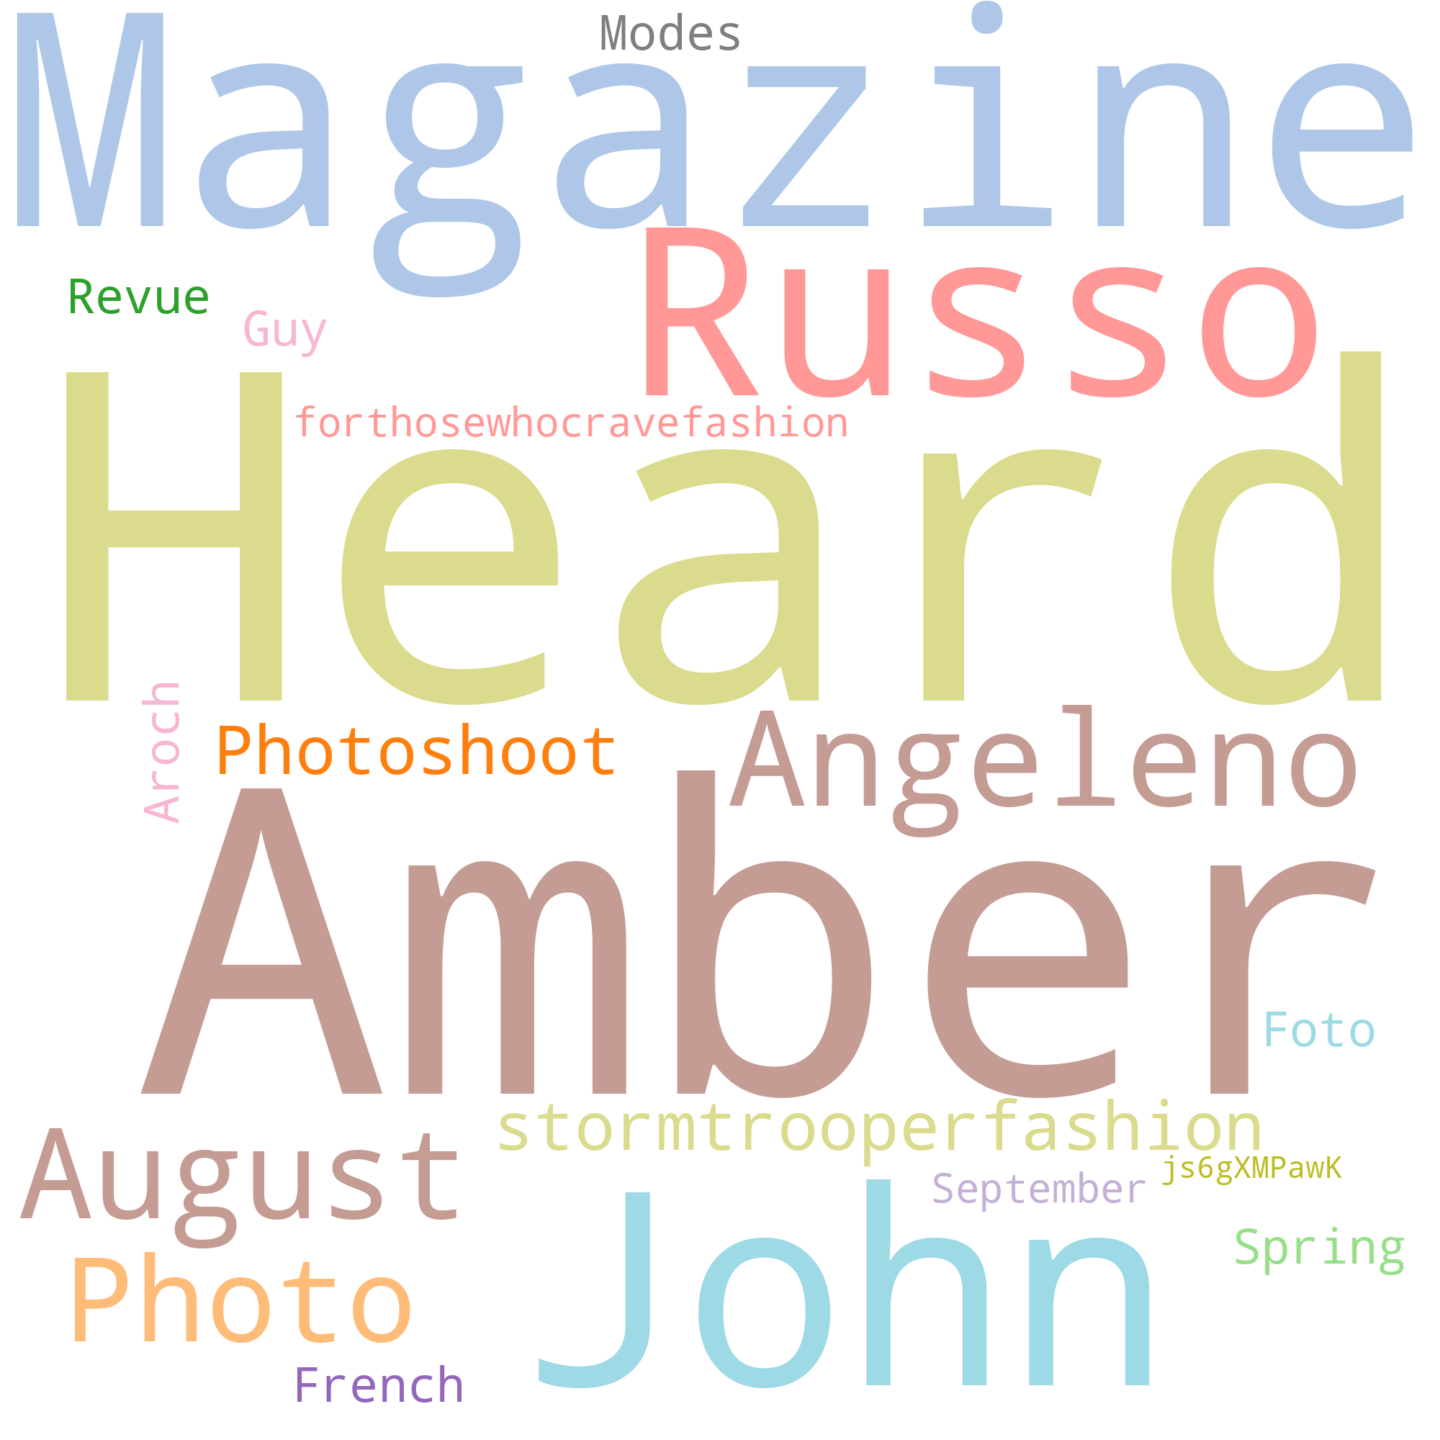 Modes
Magazine
Russo
Revue
Guy
forthosewhocravefashion
Heard
Aroch
Photoshoot
Angeleno
Amber
Foto
stormtrooperfashion
August
js6gXMPawK
September
John
Spring
Photo
French